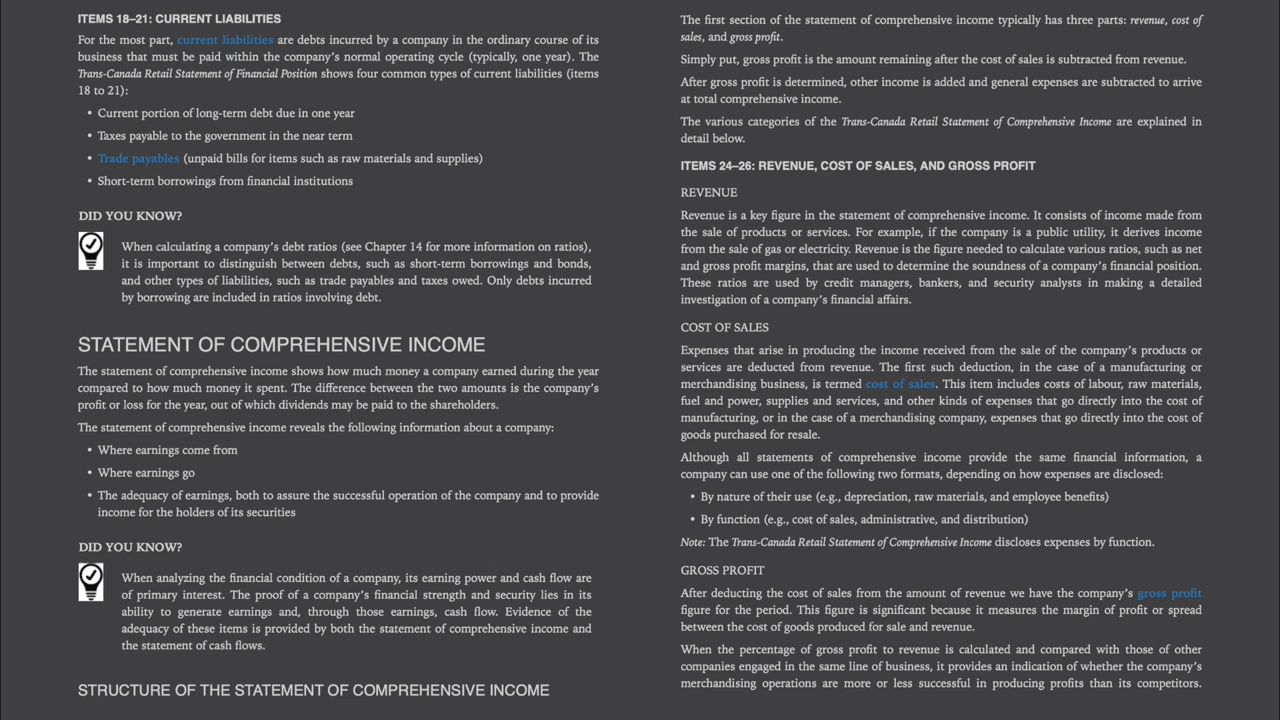 ITEMS 18–21: CURRENT LIABILITIES
For the most part, current liabilities are debts incurred by a company in the ordinary course of its
business that must be paid within the company's normal operating cycle (typically, one year). The
Trans-Canada Retail Statement of Financial Position shows four common types of current liabilities (items
18 to 21):
• Current portion of long-term debt due in one year
• Taxes payable to the government in the near term
• Trade payables (unpaid bills for items such as raw materials and supplies)
• Short-term borrowings from financial institutions
DID YOU KNOW?
When calculating a company's debt ratios (see Chapter 14 for more information on ratios),
it is important to distinguish between debts, such as short-term borrowings and bonds,
and other types of liabilities, such as trade payables and taxes owed. Only debts incurred
by borrowing are included in ratios involving debt.
STATEMENT OF COMPREHENSIVE INCOME
The statement of comprehensive income shows how much money a company earned during the year
compared to how much money it spent. The difference between the two amounts is the company's
profit or loss for the year, out of which dividends may be paid to the shareholders.
The statement of comprehensive income reveals the following information about a company:
• Where earnings come from
• Where earnings go
• The adequacy of earnings, both to assure the successful operation of the company and to provide
income for the holders of its securities
DID YOU KNOW?
When analyzing the financial condition of a company, its earning power and cash flow are
of primary interest. The proof of a company's financial strength and security lies in its
ability to generate earnings and, through those earnings, cash flow. Evidence of the
adequacy of these items is provided by both the statement of comprehensive income and
the statement of cash flows.
STRUCTURE OF THE STATEMENT OF COMPREHENSIVE INCOME
The first section of the statement of comprehensive income typically has three parts: revenue, cost of
sales, and gross profit.
Simply put, gross profit is the amount remaining after the cost of sales is subtracted from revenue.
After gross profit is determined, other income is added and general expenses are subtracted to arrive
at total comprehensive income.
The various categories of the Trans-Canada Retail Statement of Comprehensive Income are explained in
detail below.
ITEMS 24–26: REVENUE, COST OF SALES, AND GROSS PROFIT
REVENUE
Revenue is a key figure in the statement of comprehensive income. It consists of income made from
the sale of products or services. For example, if the company is a public utility, it derives income
from the sale of gas or electricity. Revenue is the figure needed to calculate various ratios, such as net
and gross profit margins, that are used to determine the soundness of a company's financial position.
These ratios are used by credit managers, bankers, and security analysts in making a detailed
investigation of a company's financial affairs.
COST OF SALES
Expenses that arise in producing the income received from the sale of the company's products or
services are deducted from revenue. The first such deduction, in the case of a manufacturing or
merchandising business, is termed cost of sales. This item includes costs of labour, raw materials,
fuel and power, supplies and services, and other kinds of expenses that go directly into the cost of
manufacturing, or in the case of a merchandising company, expenses that go directly into the cost of
goods purchased for resale.
Although all statements of comprehensive income provide the same financial information, a
company can use one of the following two formats, depending on how expenses are disclosed:
• By nature of their use (e.g., depreciation, raw materials, and employee benefits)
• By function (e.g., cost of sales, administrative, and distribution)
Note: The Trans-Canada Retail Statement of Comprehensive Income discloses expenses by function.
GROSS PROFIT
After deducting the cost of sales from the amount of revenue we have the company's gross profit
figure for the period. This figure is significant because it measures the margin of profit or spread
between the cost of goods produced for sale and revenue.
When the percentage of gross profit to revenue is calculated and compared with those of other
companies engaged in the same line of business, it provides an indication of whether the company's
merchandising operations are more or less successful in producing profits than its competitors.